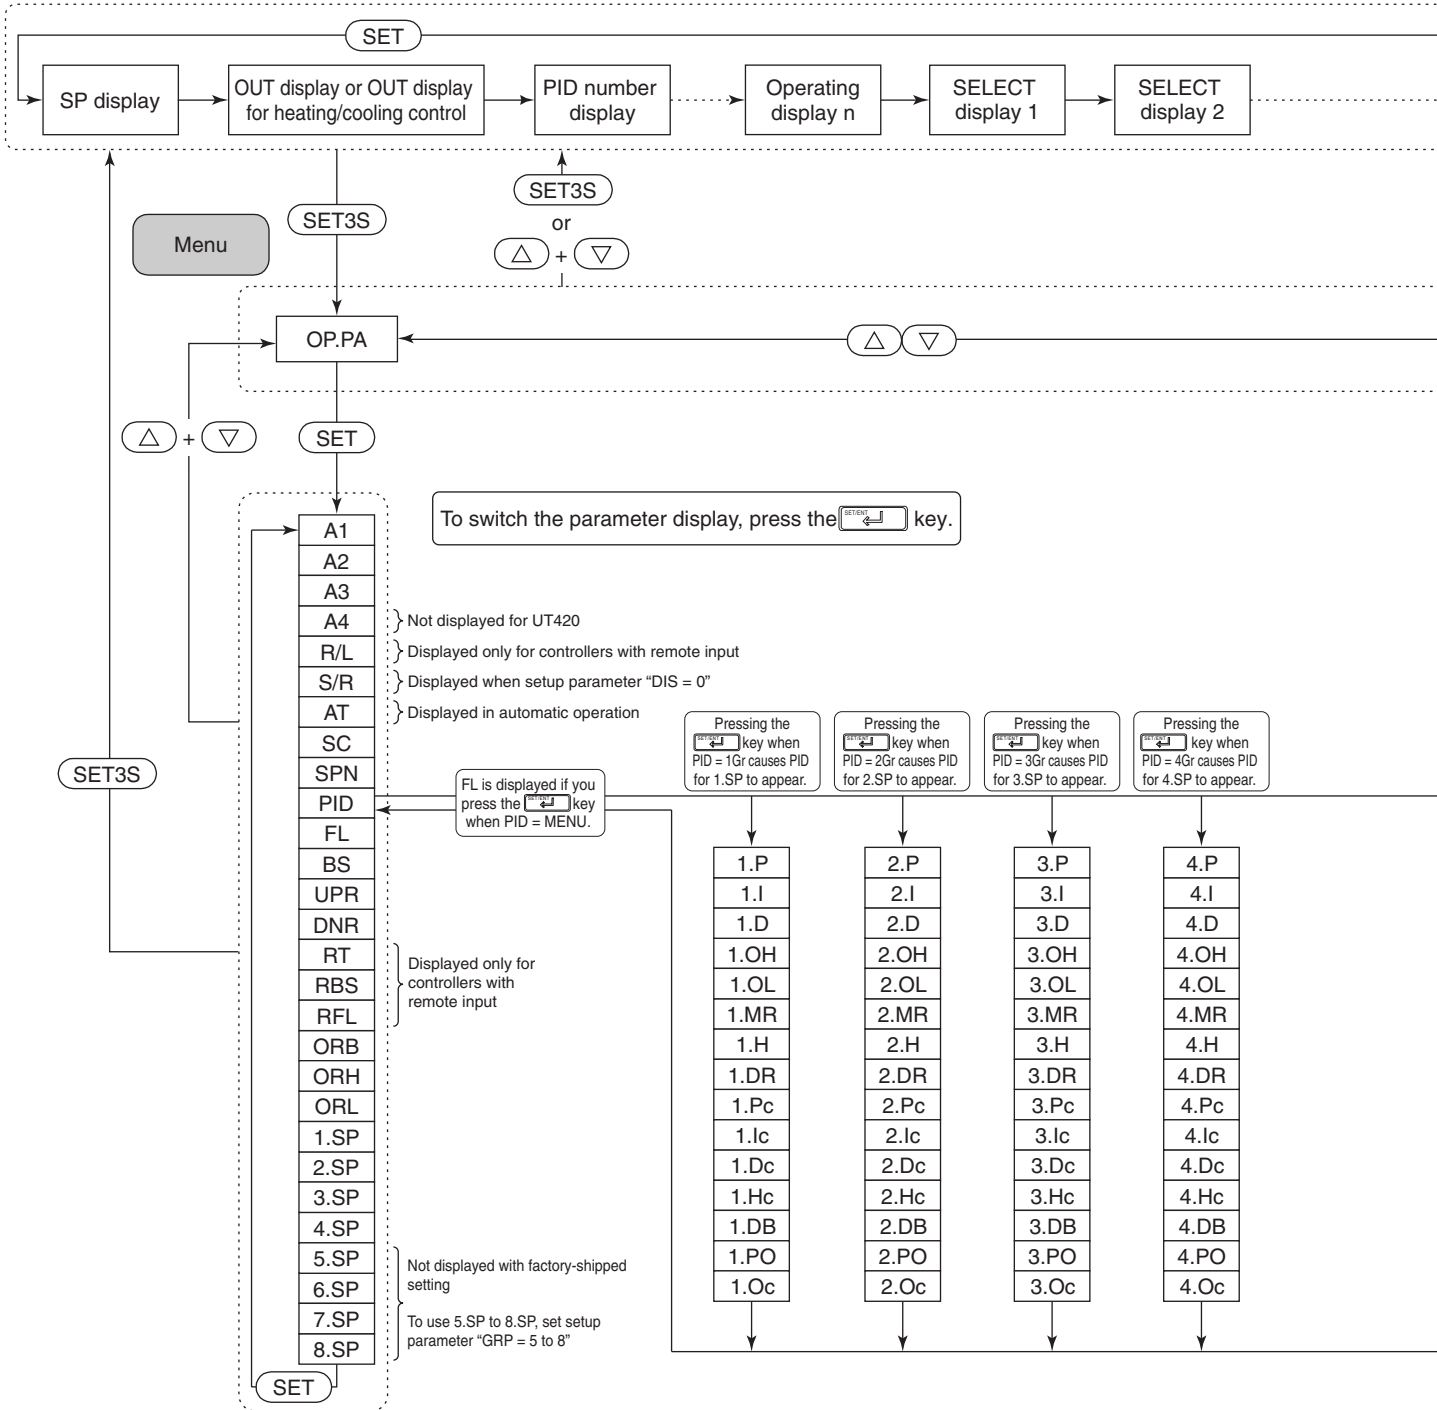 SET
SP display
OUT display or OUT display
for heating/cooling control
PID number
display
Operating
display n
SELECT
display 1
SELECT
display 2
SET3S
or
+
SET3S
Menu
OP.PA
+
SET
To switch the parameter display, press the SET/ENT key.
A1
A2
A3
A4
Not displayed for UT420
R/L
Displayed only for controllers with remote input
S/R
Displayed when setup parameter “DIS = 0”
AT
Displayed in automatic operation
SC
SPN
PID
FL
BS
UPR
DNR
RT
RBS
RFL
Displayed only for
controllers with
remote input
ORB
ORH
ORL
1.SP
2.SP
3.SP
4.SP
5.SP
6.SP
7.SP
8.SP
Not displayed with factory-shipped
setting
To use 5.SP to 8.SP, set setup
parameter “GRP = 5 to 8”
SET
SET3S
FL is displayed if you
press the SET/ENT key
when PID = MENU.
Pressing the
SET/ENT key when
PID = 1Gr causes PID
for 1.SP to appear.
1.P
1.I
1.D
1.OH
1.OL
1.MR
1.H
1.DR
1.Pc
1.Ic
1.Dc
1.Hc
1.DB
1.PO
1.Oc
Pressing the
SET/ENT key when
PID = 2Gr causes PID
for 2.SP to appear.
2.P
2.I
2.D
2.OH
2.OL
2.MR
2.H
2.DR
2.Pc
2.Ic
2.Dc
2.Hc
2.DB
2.PO
2.Oc
Pressing the
SET/ENT key when
PID = 3Gr causes PID
for 3.SP to appear.
3.P
3.I
3.D
3.OH
3.OL
3.MR
3.H
3.DR
3.Pc
3.Ic
3.Dc
3.Hc
3.DB
3.PO
3.Oc
Pressing the
SET/ENT key when
PID = 4Gr causes PID
for 4.SP to appear.
4.P
4.I
4.D
4.OH
4.OL
4.MR
4.H
4.DR
4.Pc
4.Ic
4.Dc
4.Hc
4.DB
4.PO
4.Oc